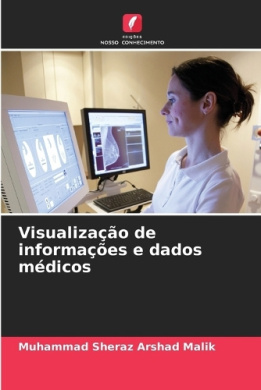 edições
NOSSO CONHECIMENTO
Visualização de
informações e dados
médicos
Muhammad Sheraz Arshad Malik